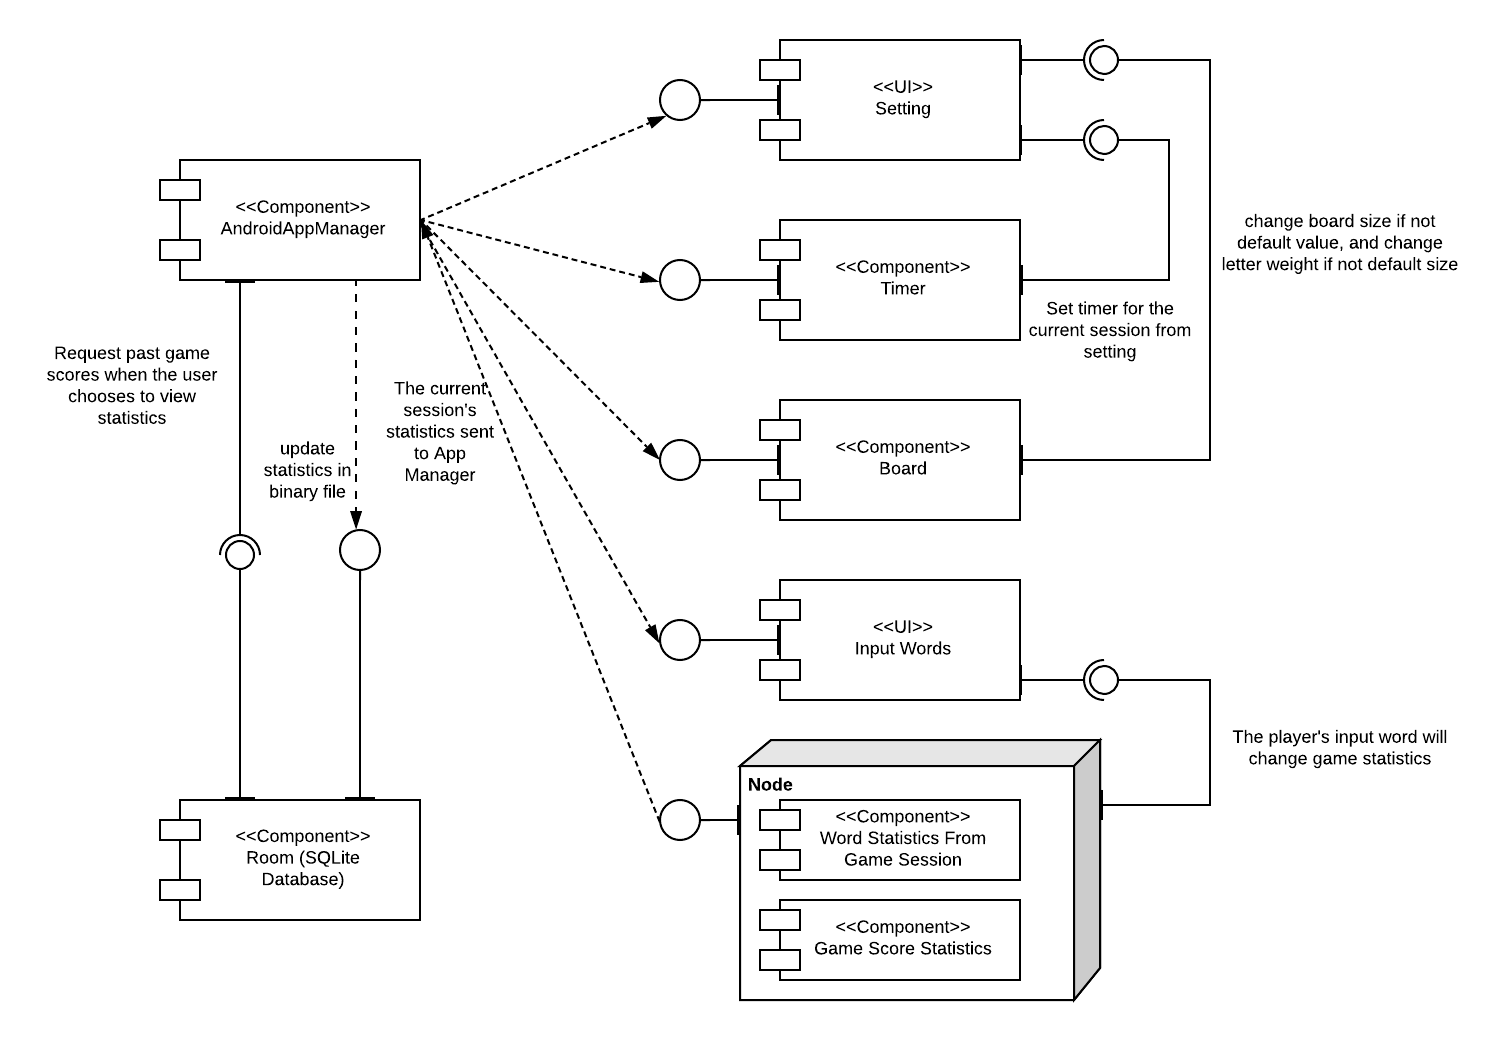 <<UI>>
Setting
<<Component>>
AndroidAppManager
change board size if not
default value, and change
letter weight if not default size
<<Component>>
Timer
Set timer for the
current session from
setting
Request past game
scores when the user
chooses to view
statistics
The current
session's
statistics sent
to App
Manager
update
statistics in
binary file
<<Component>>
Board
<<UI>>
Input Words
The player's input word will
change game statistics
Node
<<Component>>
Word Statistics From
Game Session
<<Component>>
Room (SQLite
Database)
<<Component>>
Game Score Statistics